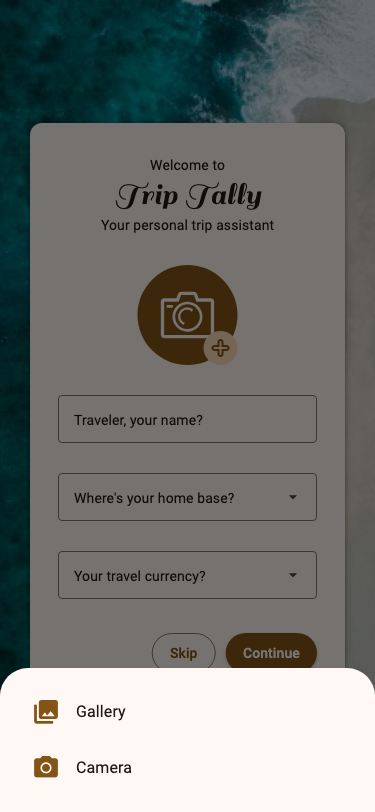 Welcome to
Trip Tally
Your personal trip assistant
Traveler, your name?
Where's your home base?
Your travel currency?
Skip Continue
Gallery
Camera